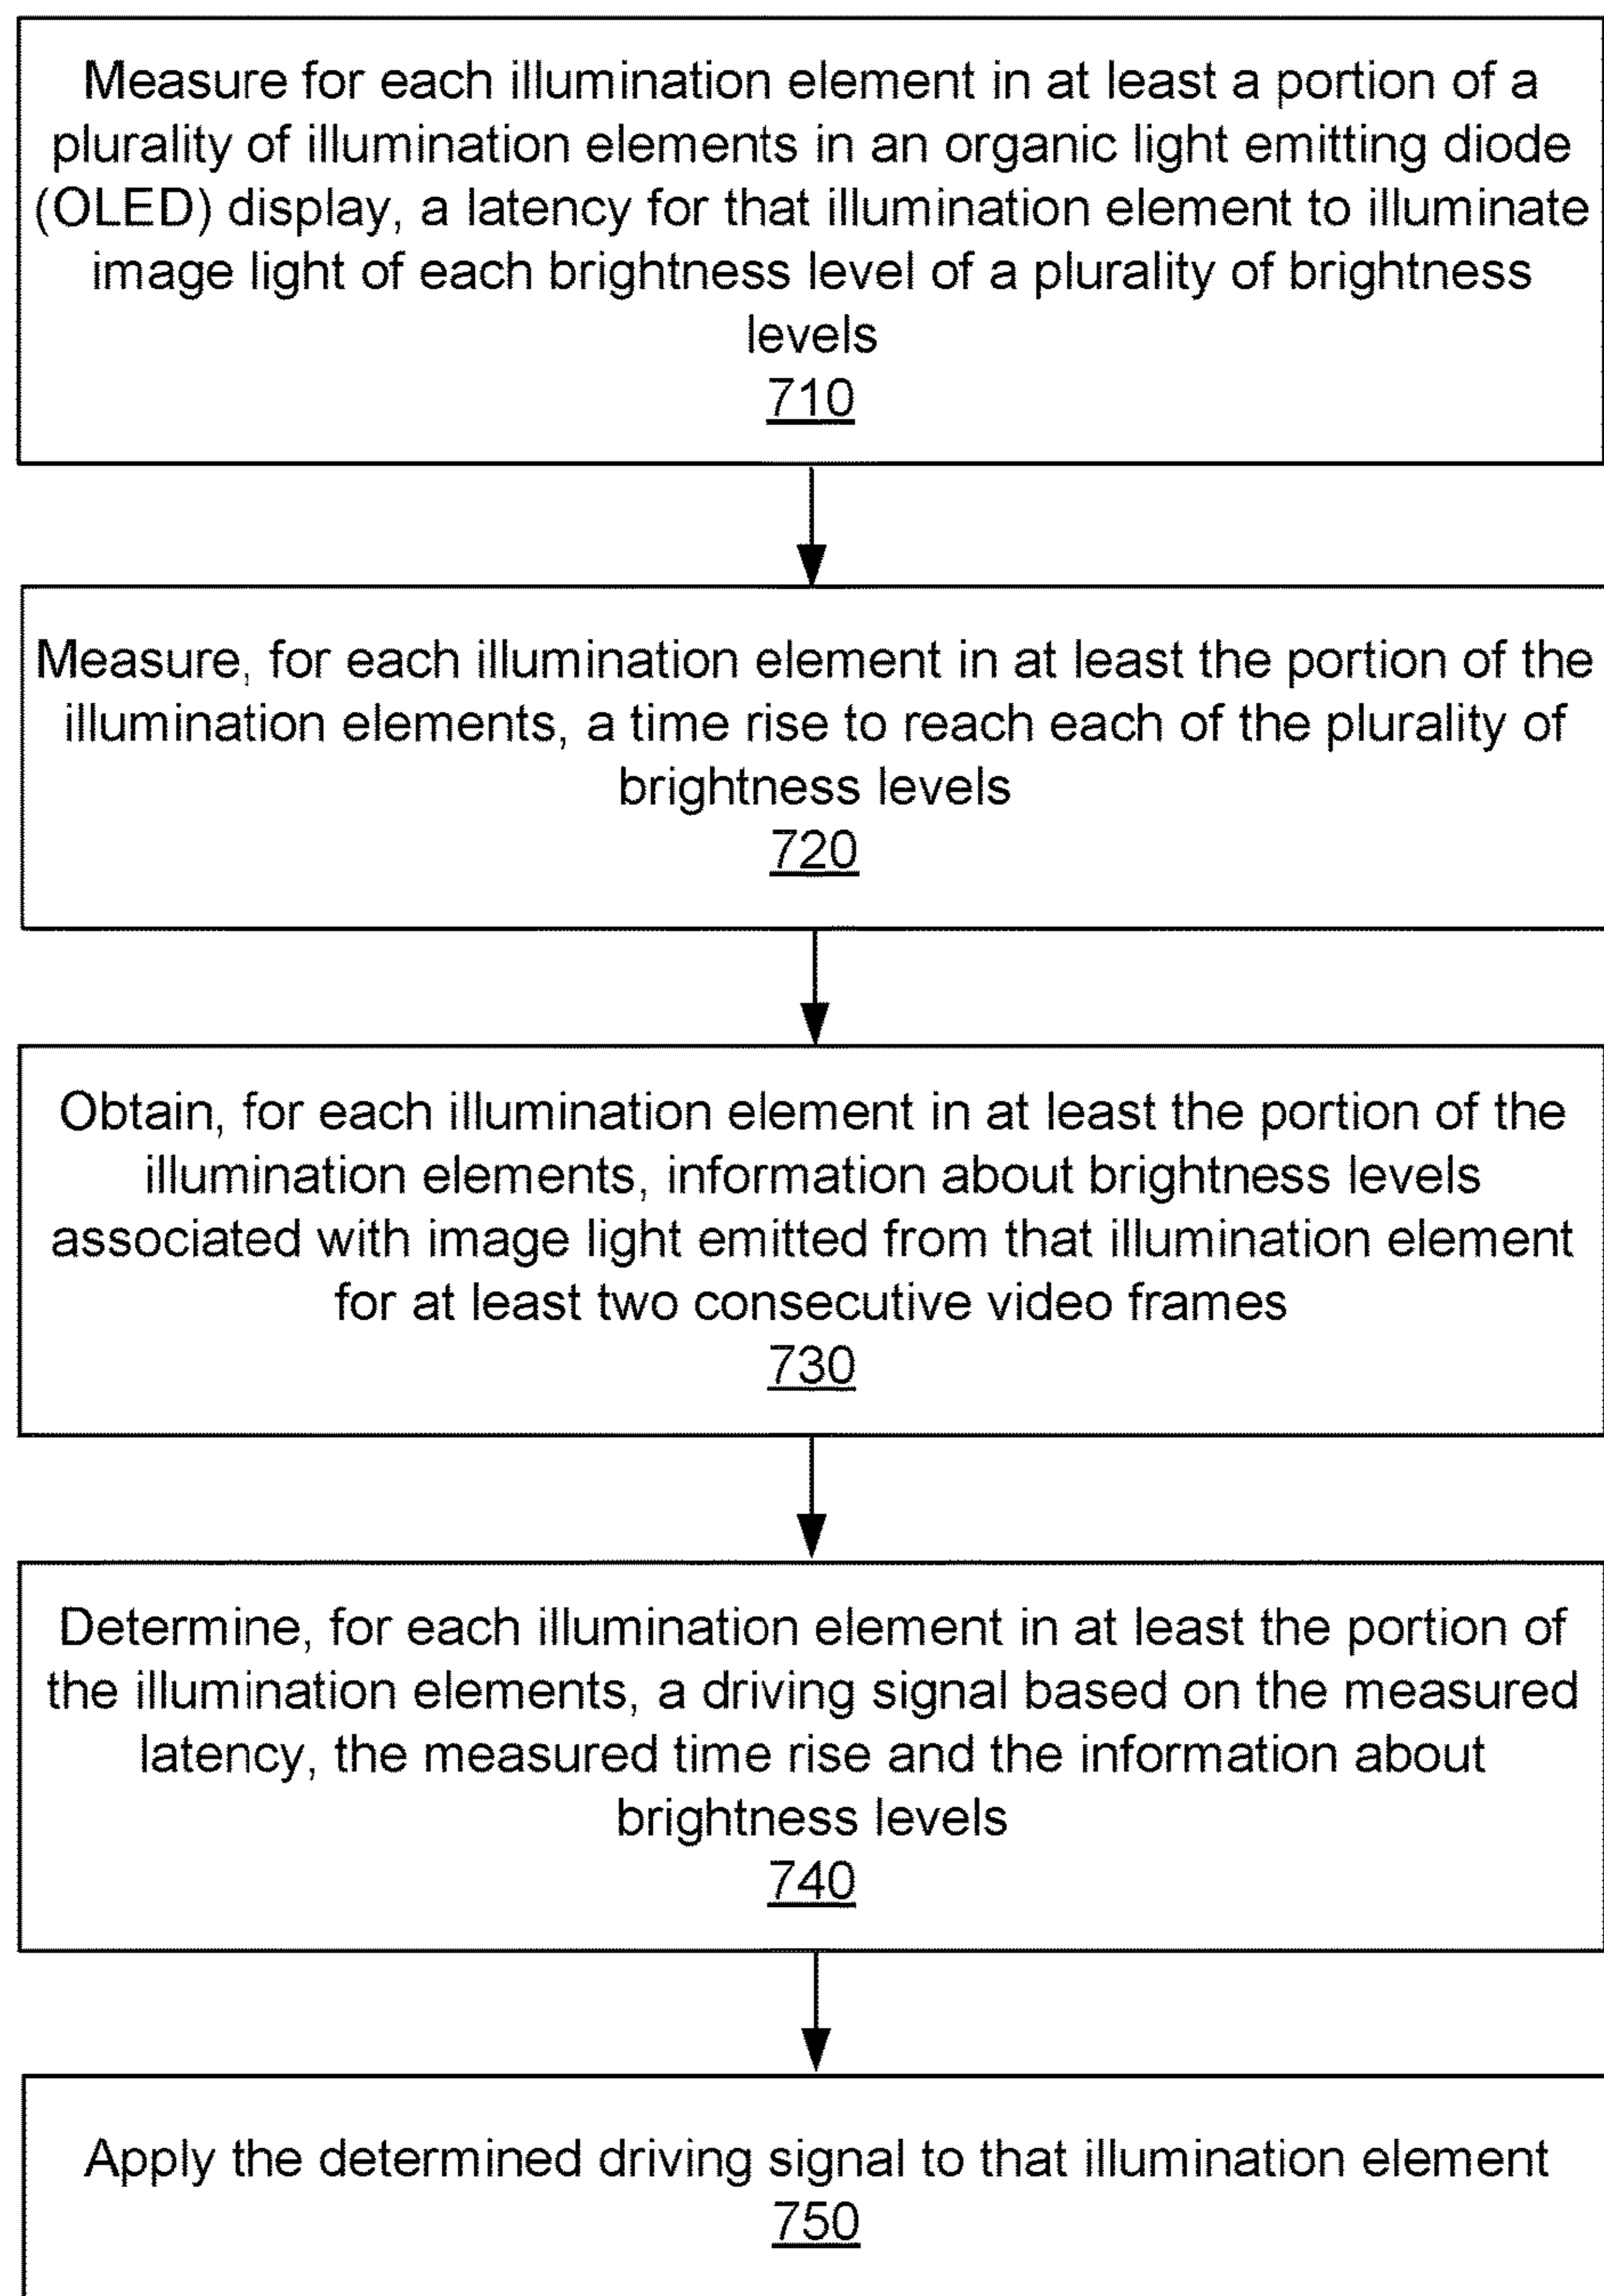 Measure for each illumination element in at least a portion of a
plurality of illumination elements in an organic light emitting diode
(OLED) display, a latency for that illumination element to illuminate
image light of each brightness level of a plurality of brightness
levels
710
Measure, for each illumination element in at least the portion of the
illumination elements, a time rise to reach each of the plurality of
brightness levels
720
Obtain, for each illumination element in at least the portion of the
illumination elements, information about brightness levels
associated with image light emitted from that illumination element
for at least two consecutive video frames
730
Determine, for each illumination element in at least the portion of
the illumination elements, a driving signal based on the measured
latency, the measured time rise and the information about
brightness levels
740
Apply the determined driving signal to that illumination element
750